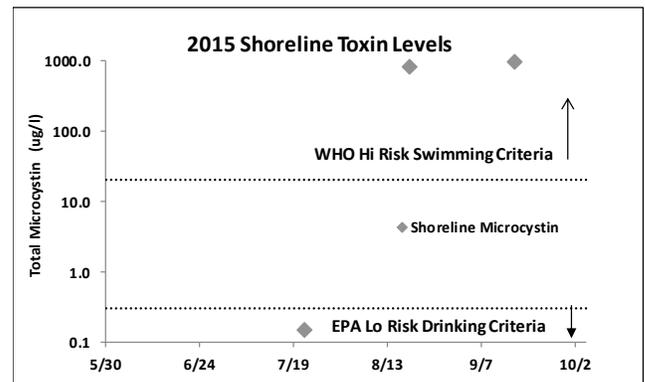 2015 Shoreline Toxin Levels
Total Microcystin (ug/l)
1000.0
100.0
WHO Hi Risk Swimming Criteria
10.0
Shoreline Microcystin
1.0
EPA Lo Risk Drinking Criteria
0.1
5/30 6/24 7/19 8/13 9/7 10/2